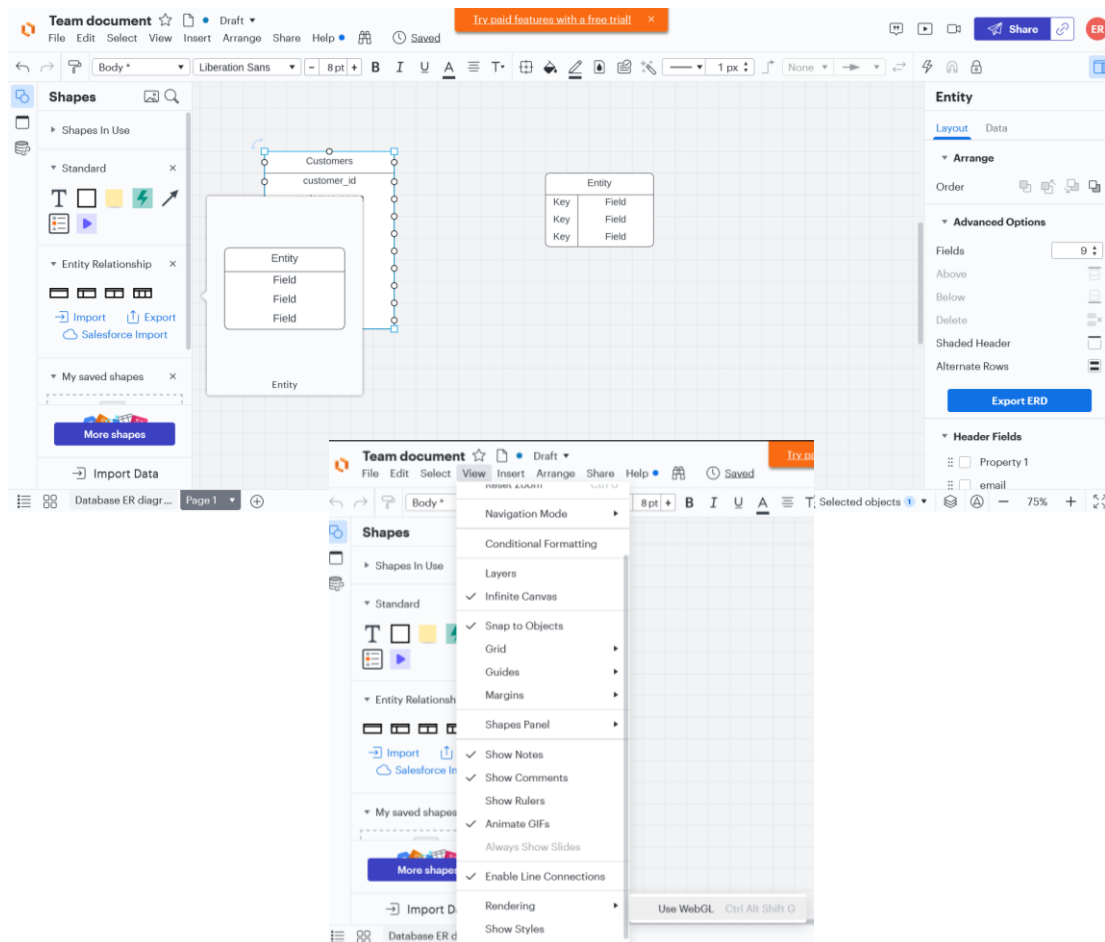 Team document Draft
Try paid features with a free trial! ×
File Edit Select View Insert Arrange Share Help Saved
Share
ER
Body * Liberation Sans − 8 pt + B I U A T 1 px None
Shapes
Shapes In Use
Standard ×
T
Entity Relationship ×
Import Export
Salesforce Import
My saved shapes ×
More shapes
Import Data
Database ER diagr... Page 1
Customers
customer_id
Entity
Field
Field
Field
Entity
Entity
Key Field
Key Field
Key Field
Entity
Layout Data
Arrange
Order
Advanced Options
Fields 9
Above
Below
Delete
Shaded Header
Alternate Rows
Export ERD
Header Fields
Property 1
email
Selected objects 1 − 75% +
Team document Draft
File Edit Select View Insert Arrange Share Help Saved
Body * 8 pt + B I U A T
Shapes
Shapes In Use
Standard
T
Entity Relationsh
Import
Salesforce In
My saved shapes
More shape
Import D
Database ER d
Reset Zoom
Navigation Mode
Conditional Formatting
Layers
Infinite Canvas
Snap to Objects
Grid
Guides
Margins
Shapes Panel
Show Notes
Show Comments
Show Rulers
Animate GIFs
Always Show Slides
Enable Line Connections
Rendering
Show Styles
Use WebGL Ctrl Alt Shift G